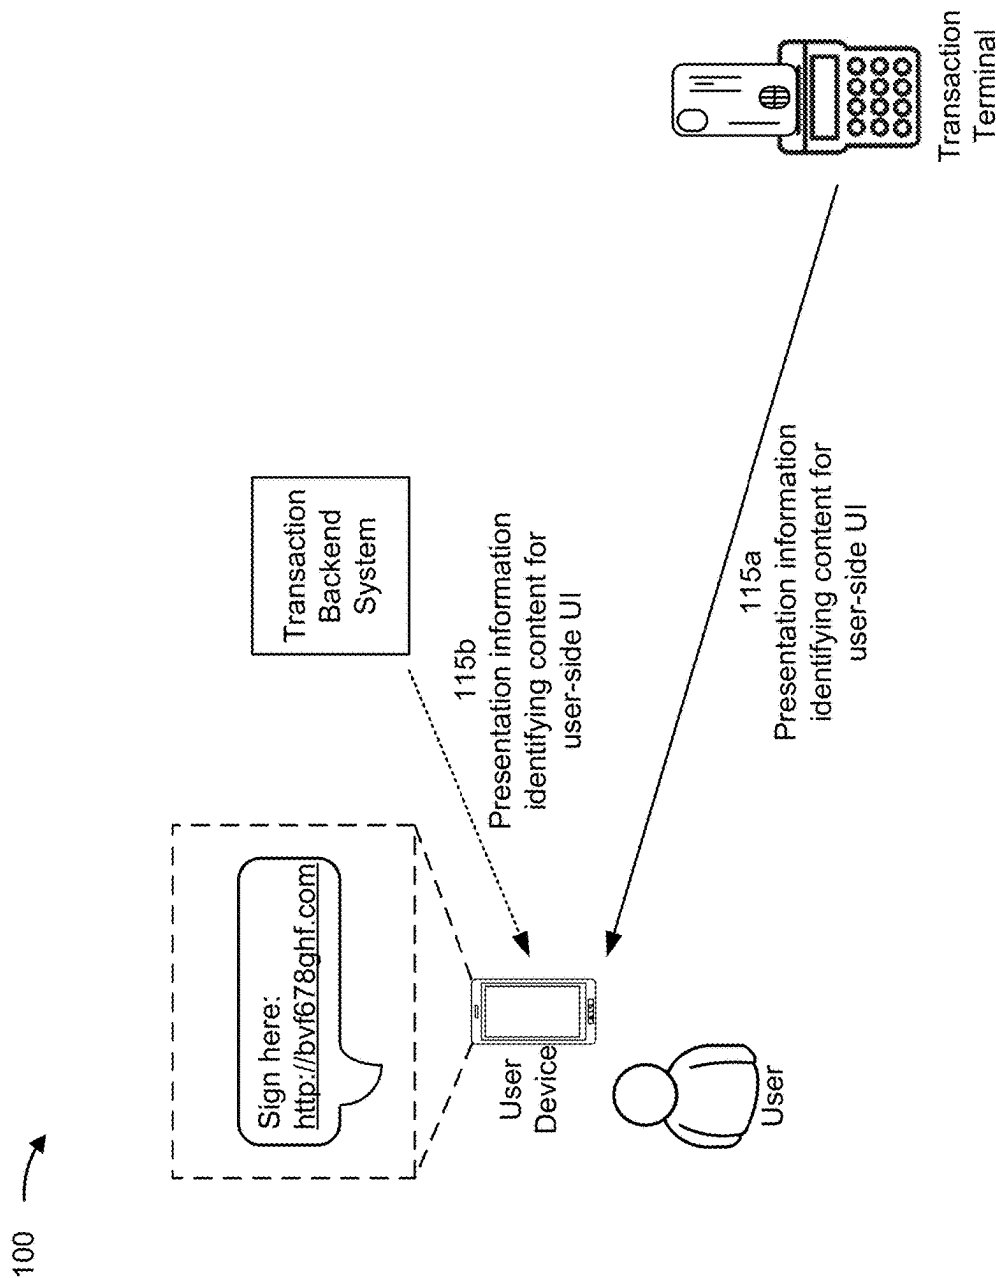 100
Sign here:
http://bvf678ghf.com
User
Device
User
Transaction
Backend
System
115b
Presentation information
identifying content for
user-side UI
115a
Presentation information
identifying content for
user-side UI
Transaction
Terminal